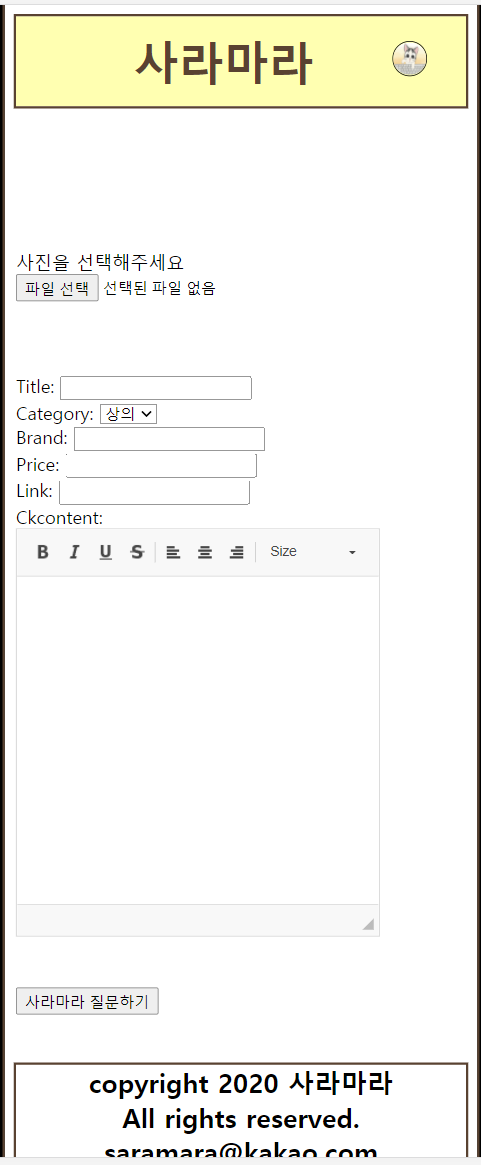 사라마라
사진을 선택해주세요
파일 선택 선택된 파일 없음
Title:
Category: 상의
Brand:
Price:
Link:
Ckcontent:
B I U S Size
사라마라 질문하기
copyright 2020 사라마라
All rights reserved.
saramara@kakao.com